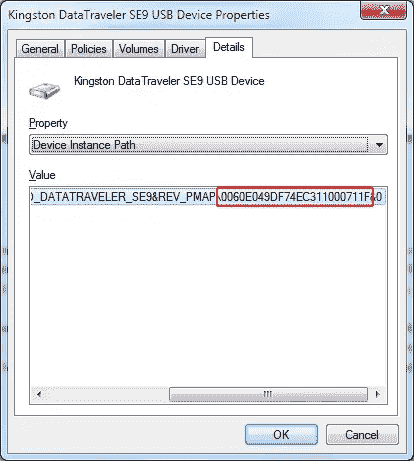 Kingston DataTraveler SE9 USB Device Properties
General Policies Volumes Driver Details
Kingston DataTraveler SE9 USB Device
Property
Device Instance Path
Value
D_DATATRAVELER_SE9&REV_PMAP\0060E049DF74EC311000711F&0
OK Cancel